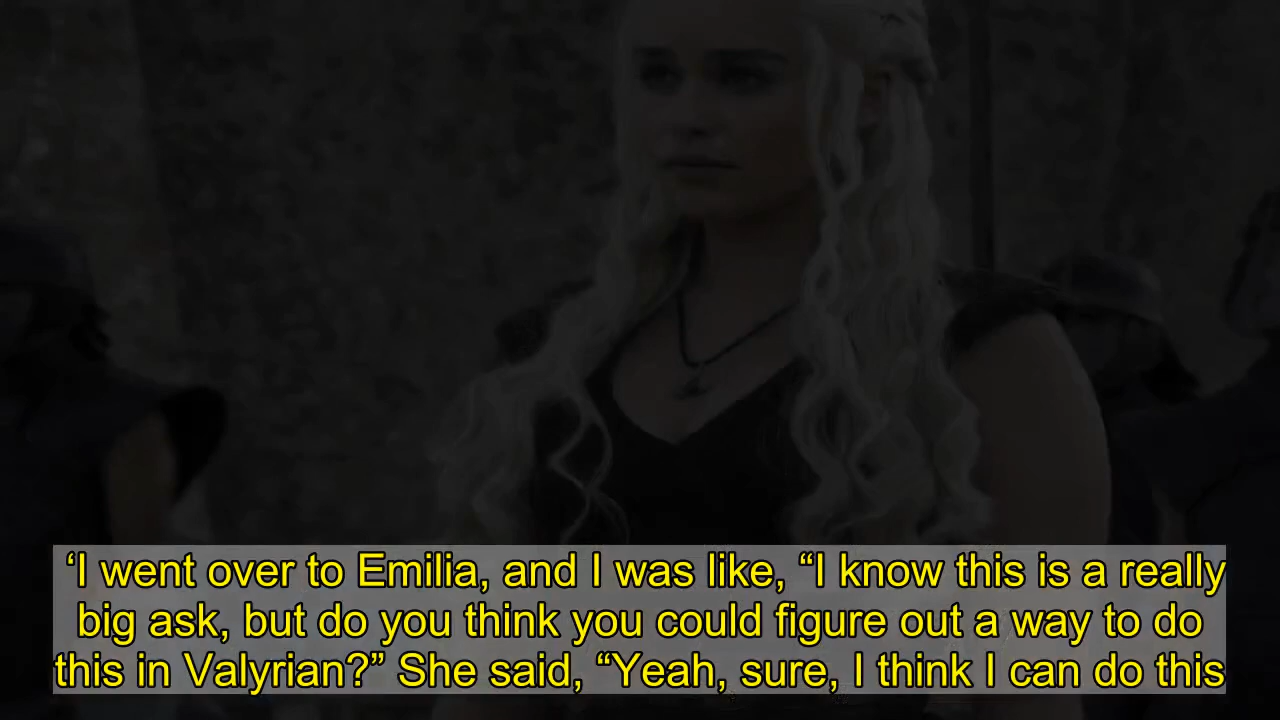 ‘I went over to Emilia, and I was like, “I know this is a really
big ask, but do you think you could figure out a way to do
this in Valyrian?” She said, “Yeah, sure, I think I can do this